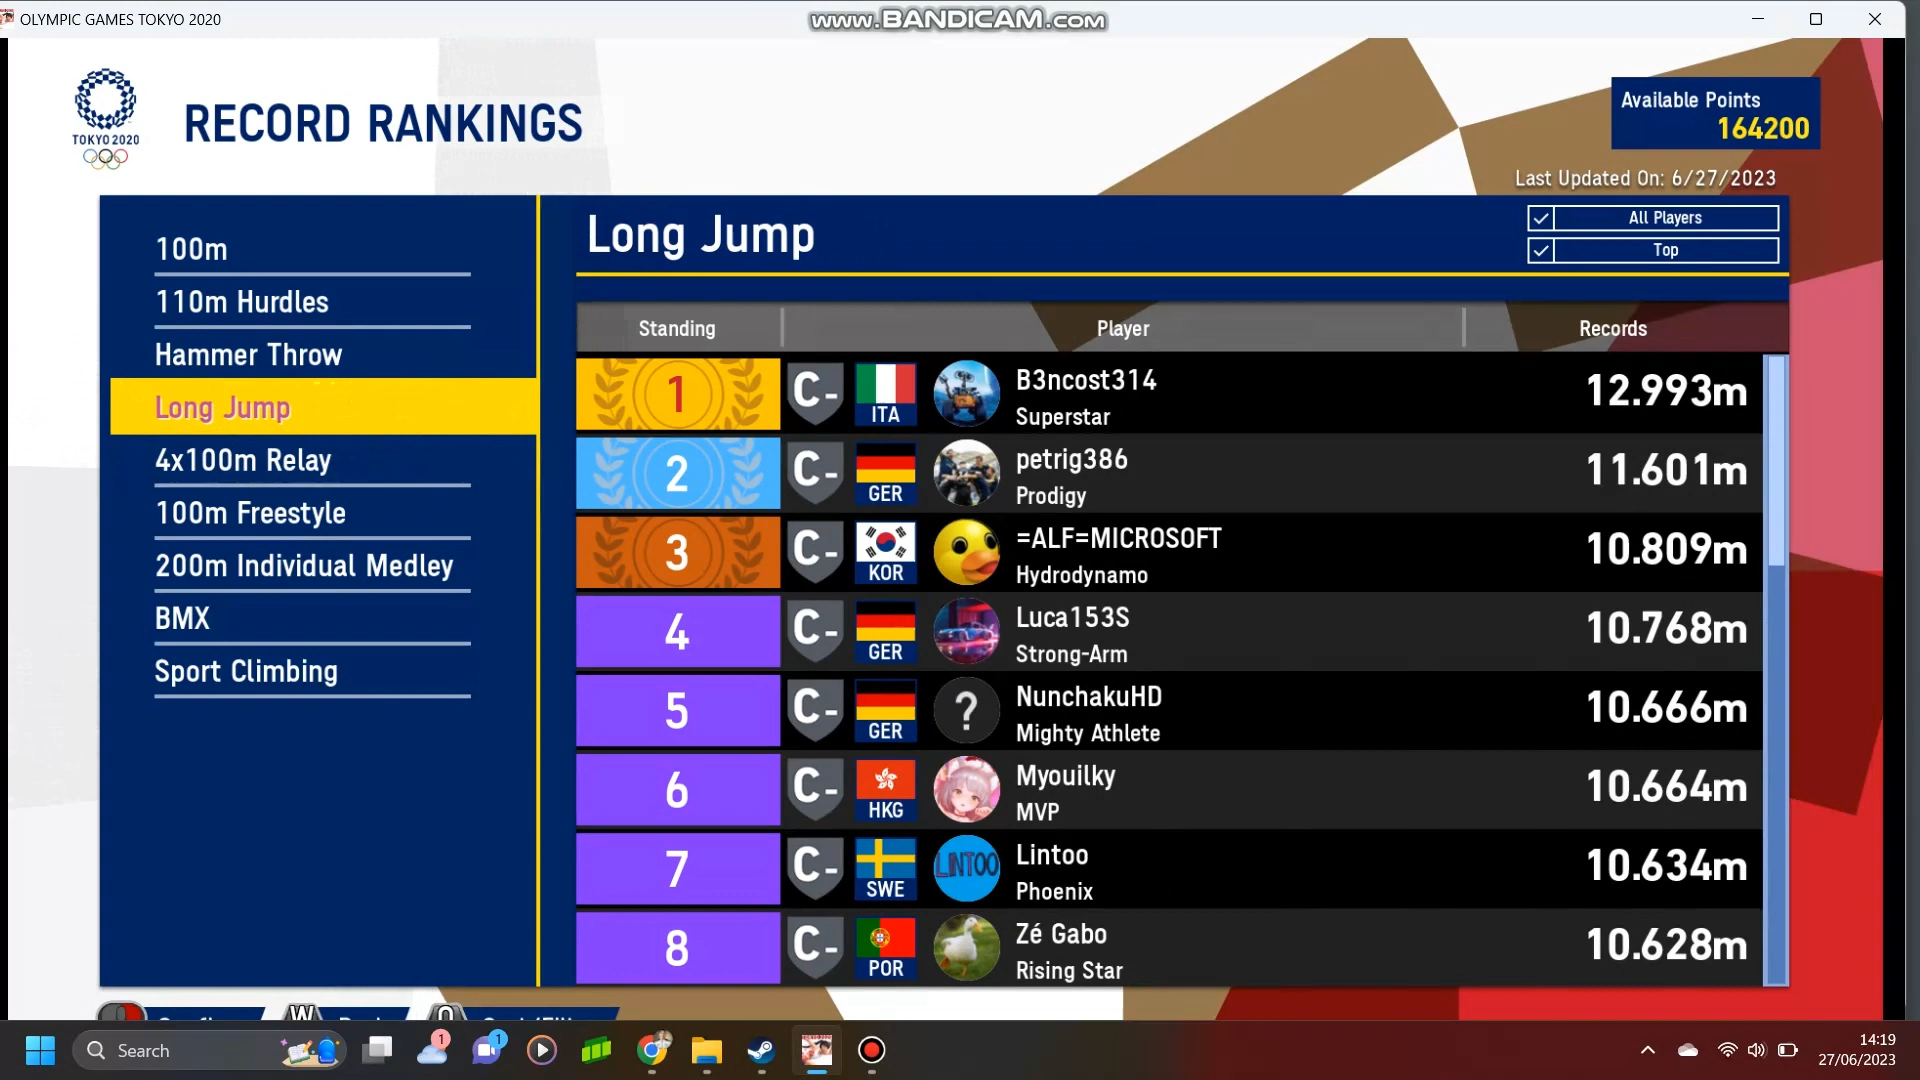 OLYMPIC GAMES TOKYO 2020
www.BANDICAM.com
TOKYO 2020
RECORD RANKINGS
Available Points
164200
Last Updated On: 6/27/2023
100m
110m Hurdles
Hammer Throw
Long Jump
4x100m Relay
100m Freestyle
200m Individual Medley
BMX
Sport Climbing
Long Jump
All Players
Top
Standing Player Records
1 C- ITA B3ncost314 Superstar 12.993m
2 C- GER petrig386 Prodigy 11.601m
3 C- KOR =ALF=MICROSOFT Hydrodynamo 10.809m
4 C- GER Luca153S Strong-Arm 10.768m
5 C- GER ? NunchakuHD Mighty Athlete 10.666m
6 C- HKG Myouilky MVP 10.664m
7 C- SWE LINTOO Lintoo Phoenix 10.634m
8 C- POR Zé Gabo Rising Star 10.628m
W
Search
1
1
14:19
27/06/2023